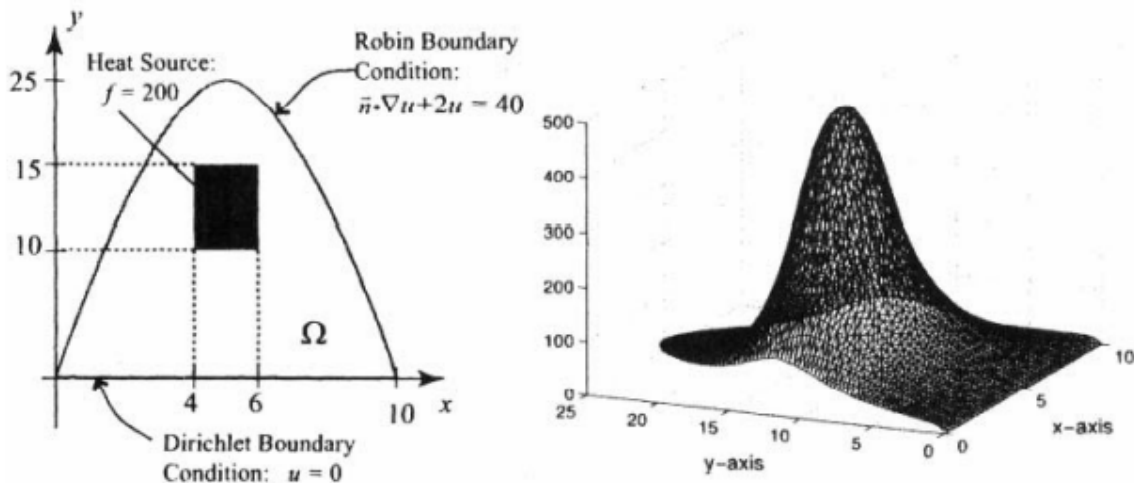 y
25
Heat Source:
f = 200
Robin Boundary
Condition:
n⃗·∇u+2u = 40
15
10
Ω
4
6
10
x
Dirichlet Boundary
Condition: u = 0
500
400
300
200
100
0
25
20
15
10
5
0
y-axis
0
5
10
x-axis